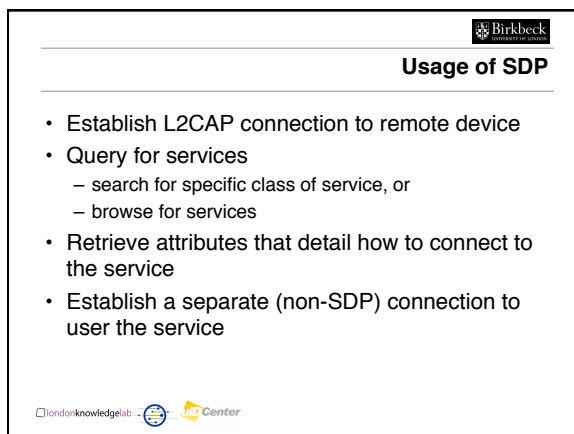 Birkbeck
UNIVERSITY OF LONDON
Usage of SDP
• Establish L2CAP connection to remote device
• Query for services
– search for specific class of service, or
– browse for services
• Retrieve attributes that detail how to connect to
the service
• Establish a separate (non-SDP) connection to
user the service
londonknowledgelab
uIDCenter